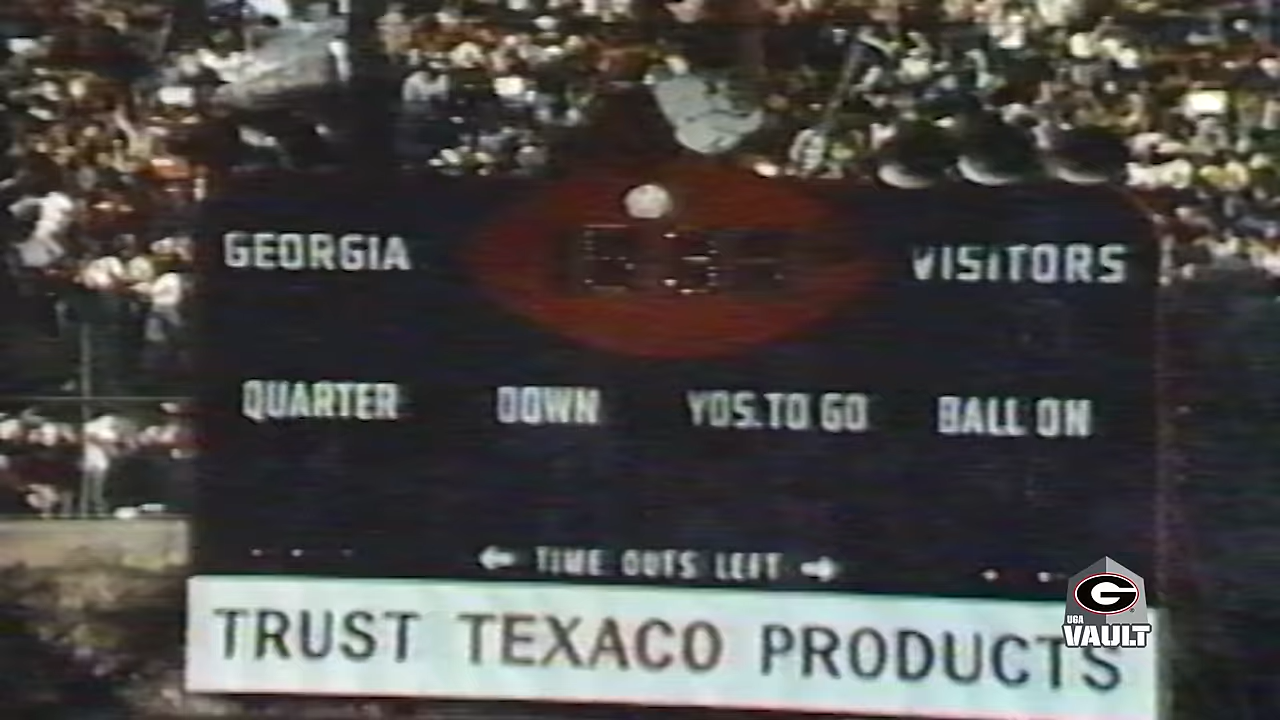 GEORGIA
VISITORS
QUARTER DOWN YDS.TO GO BALL ON
← TIME OUTS LEFT →
TRUST TEXACO PRODUCTS
G
UGA
VAULT